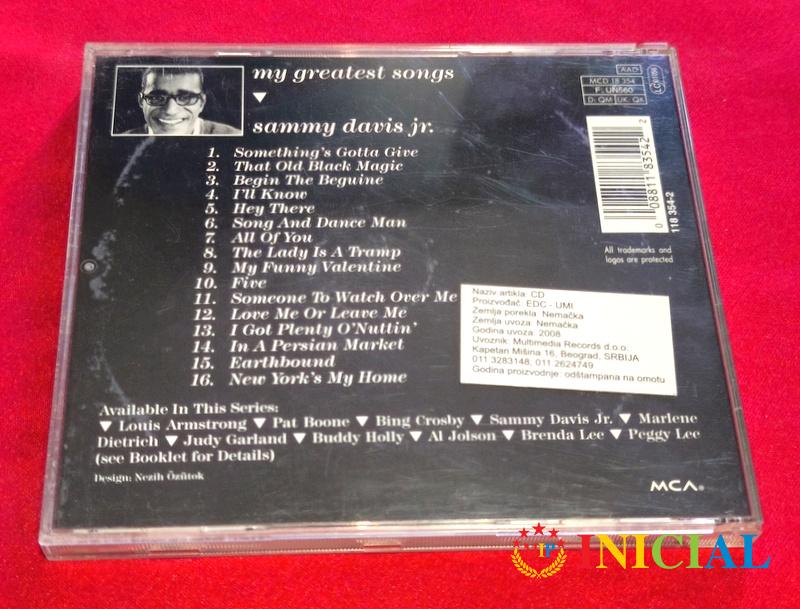 my greatest songs
▼
sammy davis jr.
1. Something's Gotta Give
2. That Old Black Magic
3. Begin The Beguine
4. I'll Know
5. Hey There
6. Song And Dance Man
7. All Of You
8. The Lady Is A Tramp
9. My Funny Valentine
10. Five
11. Someone To Watch Over Me
12. Love Me Or Leave Me
13. I Got Plenty O'Nuttin'
14. In A Persian Market
15. Earthbound
16. New York's My Home
Available In This Series:
▼ Louis Armstrong ▼ Pat Boone ▼ Bing Crosby ▼ Sammy Davis Jr. ▼ Marlene
Dietrich ▼ Judy Garland ▼ Buddy Holly ▼ Al Jolson ▼ Brenda Lee ▼ Peggy Lee
(see Booklet for Details)
Design: Nezih Özütok
AAD
MCD 18 354
F: UN560
D: QM UK: QK
0 08811 83542 2
118 354-2
All trademarks and
logos are protected
Naziv artikla: CD
Proizvođač: EDC - UMI
Zemlja porekla: Nemačka
Zemlja uvoza: Nemačka
Godina uvoza: 2008
Uvoznik: Multimedia Records d.o.o.
Kapetan Mišina 16, Beograd, SRBIJA
011 3283148; 011 2624749
Godina proizvodnje: odštampana na omotu
MCA®
VIP INICIAL